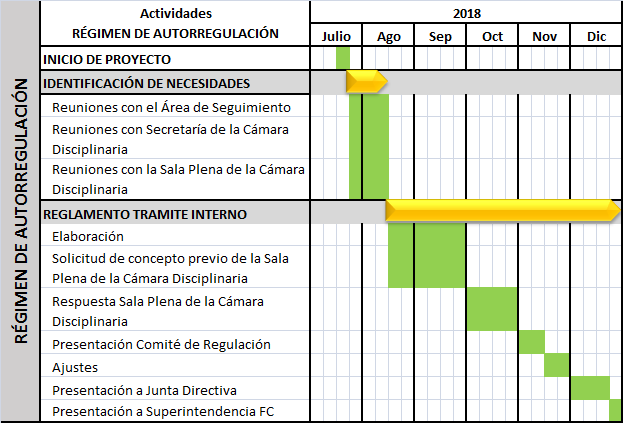 RÉGIMEN DE AUTORREGULACIÓN
Actividades
RÉGIMEN DE AUTORREGULACIÓN
2018
Julio Ago Sep Oct Nov Dic
INICIO DE PROYECTO
IDENTIFICACIÓN DE NECESIDADES
Reuniones con el Área de Seguimiento
Reuniones con Secretaría de la Cámara
Disciplinaria
Reuniones con la Sala Plena de la Cámara
Disciplinaria
REGLAMENTO TRAMITE INTERNO
Elaboración
Solicitud de concepto previo de la Sala
Plena de la Cámara Disciplinaria
Respuesta Sala Plena de la Cámara
Disciplinaria
Presentación Comité de Regulación
Ajustes
Presentación a Junta Directiva
Presentación a Superintendencia FC